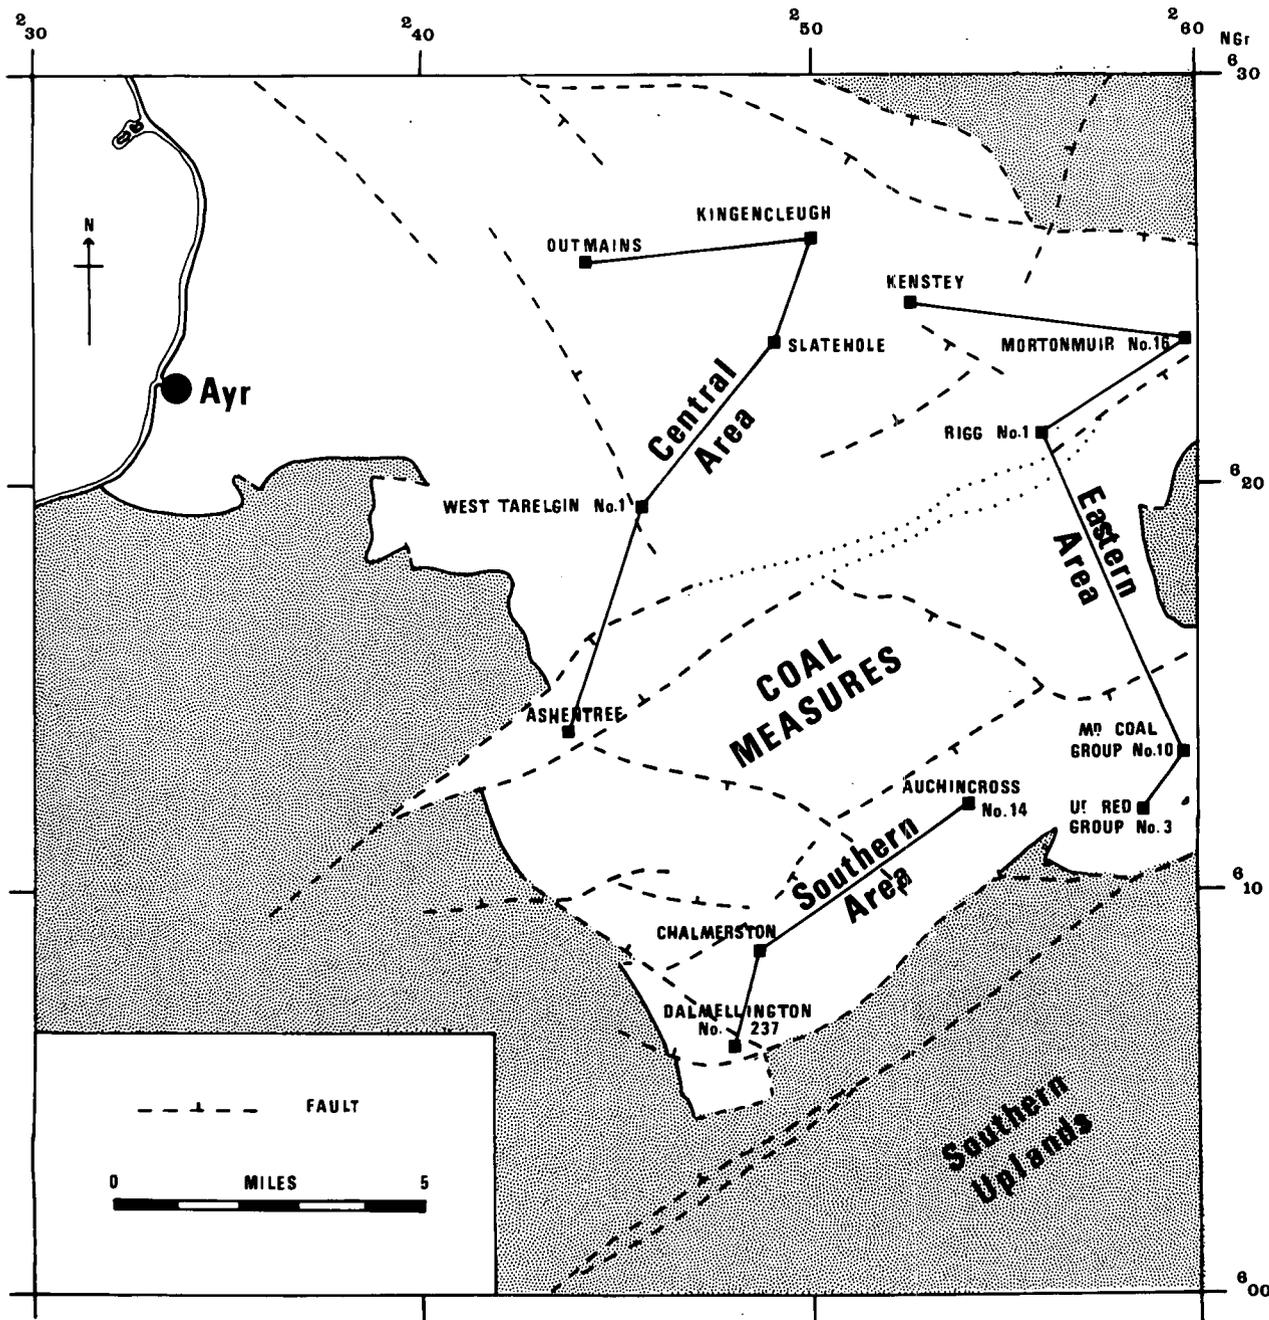 2 30
2 40
2 50
2 60
NGr
6 30
KINGENCLEUGH
OUTMAINS
N
KENSTEY
SLATEHOLE
MORTONMUIR No.16
Ayr
Central
Area
RIGG No.1
6 20
WEST TARELGIN No.1
Eastern
Area
COAL
MEASURES
ASHENTREE
COAL
GROUP No.10
AUCHINCROSS
No.14
RED
GROUP No.3
Southern
Area
6 10
CHALMERSTON
DALMELLINGTON
No. 237
FAULT
Southern
Uplands
0 MILES 5
6 00